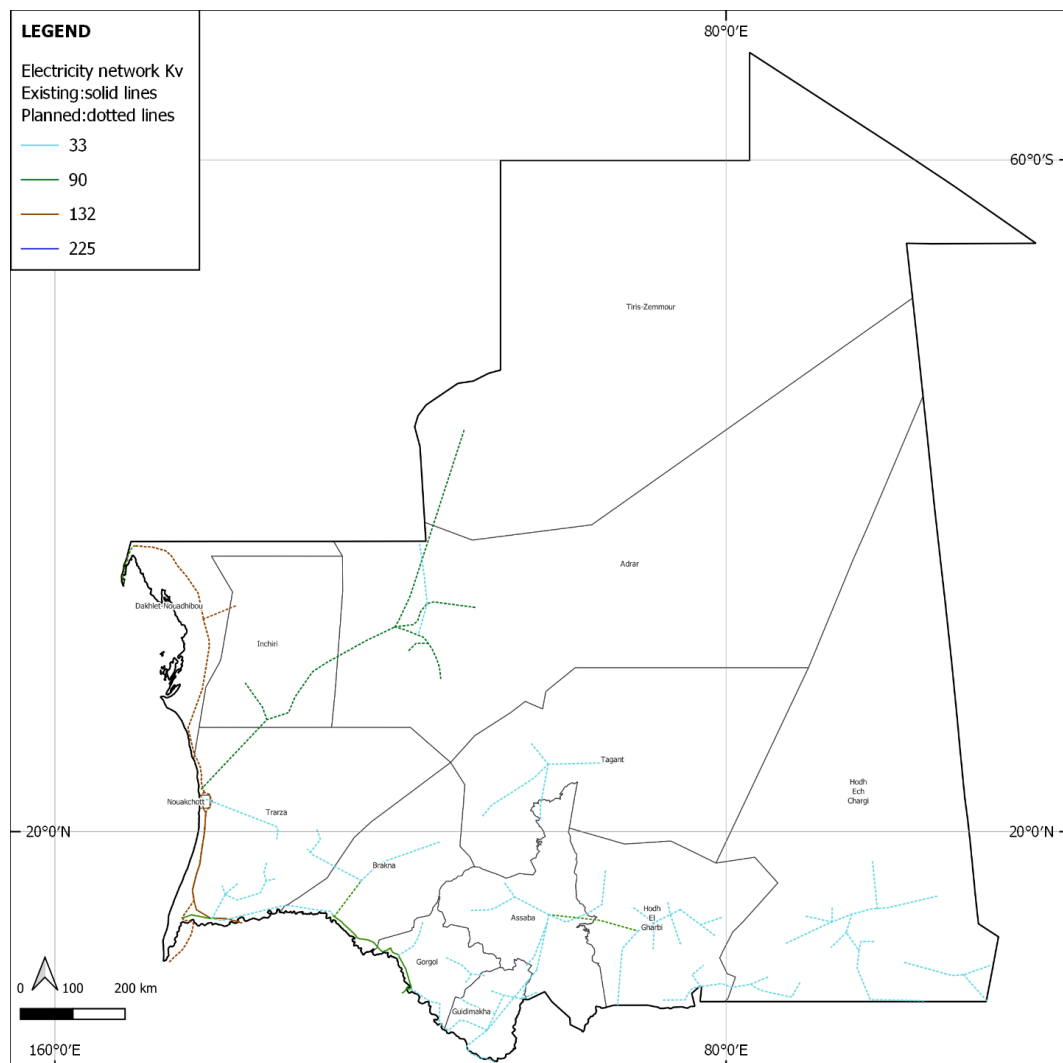 LEGEND
Electricity network Kv
Existing:solid lines
Planned:dotted lines
33
90
132
225
80°0′E
60°0′S
Tiris-Zemmour
Adrar
Dakhlet-Nouadhibou
Inchiri
Tagant
Hodh
Ech
Chargi
Nouakchott
Trarza
20°0′N
20°0′N
Brakna
Assaba
Hodh
El
Gharbi
Gorgol
Guidimakha
0 100 200 km
160°0′E
80°0′E